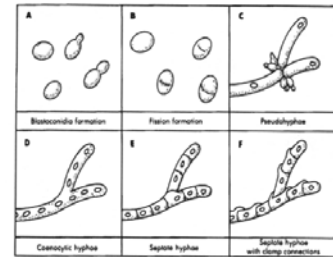 A
B
C
Blastoconidia formation
Fission formation
Pseudohyphae
D
E
F
Coenocytic hyphae
Septate hyphae
Septate hyphae
with clamp connections